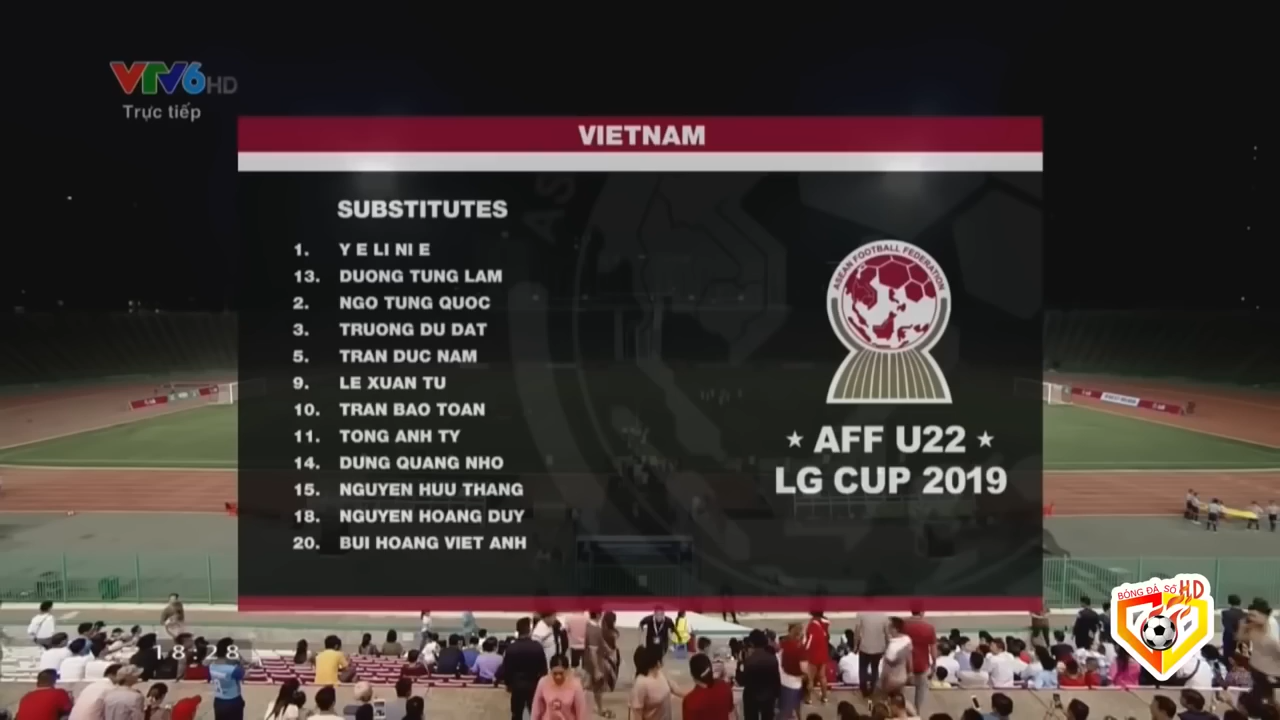 VTV6HD
Trực tiếp
VIETNAM
SUBSTITUTES
1. Y E LI NI E
13. DUONG TUNG LAM
2. NGO TUNG QUOC
3. TRUONG DU DAT
5. TRAN DUC NAM
9. LE XUAN TU
10. TRAN BAO TOAN
11. TONG ANH TY
14. DUNG QUANG NHO
15. NGUYEN HUU THANG
18. NGUYEN HOANG DUY
20. BUI HOANG VIET ANH
ASEAN FOOTBALL FEDERATION
AFF U22
LG CUP 2019
18:28
BÓNG ĐÁ SỐ HD